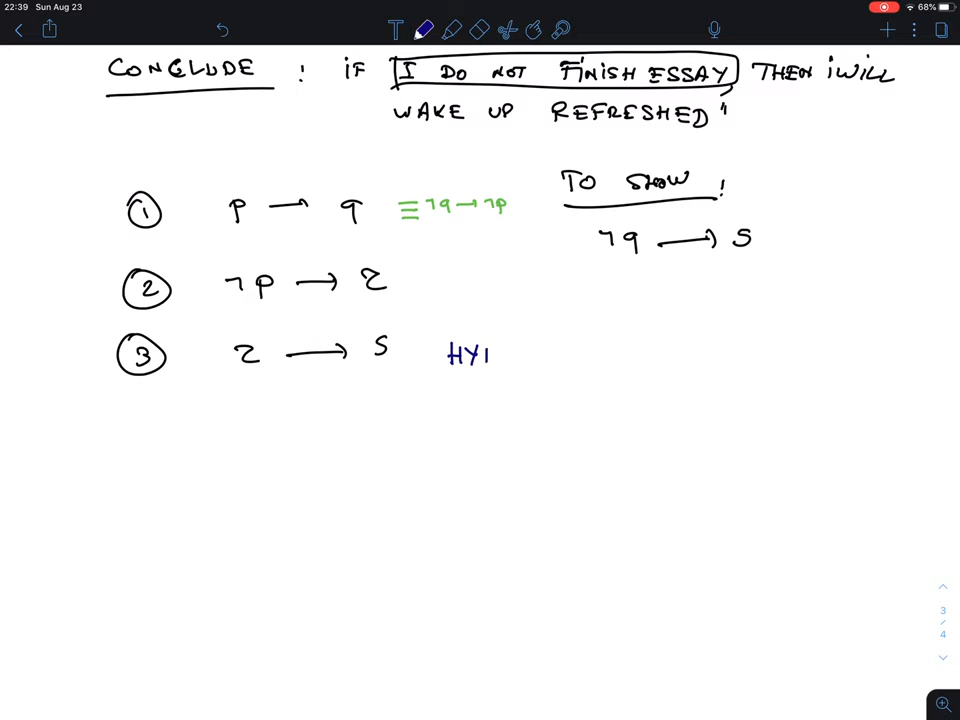 22:39 Sun Aug 23
68%
CONCLUDE : IF I DO NOT FINISH ESSAY THEN I WILL
WAKE UP REFRESHED"
TO SHOW :
① p → q ≡ ¬q → ¬p
¬q → s
② ¬p → r
③ r → s HYP
3
/
4